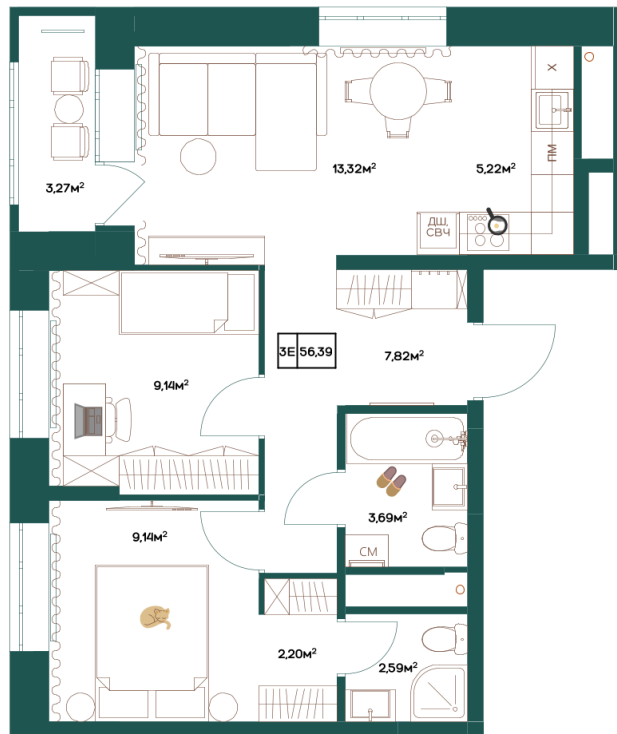 Х
ПМ
3,27м²
13,32м²
5,22м²
ДШ,
СВЧ
3Е 56,39
7,82м²
9,14м²
3,69м²
9,14м²
СМ
2,20м²
2,59м²